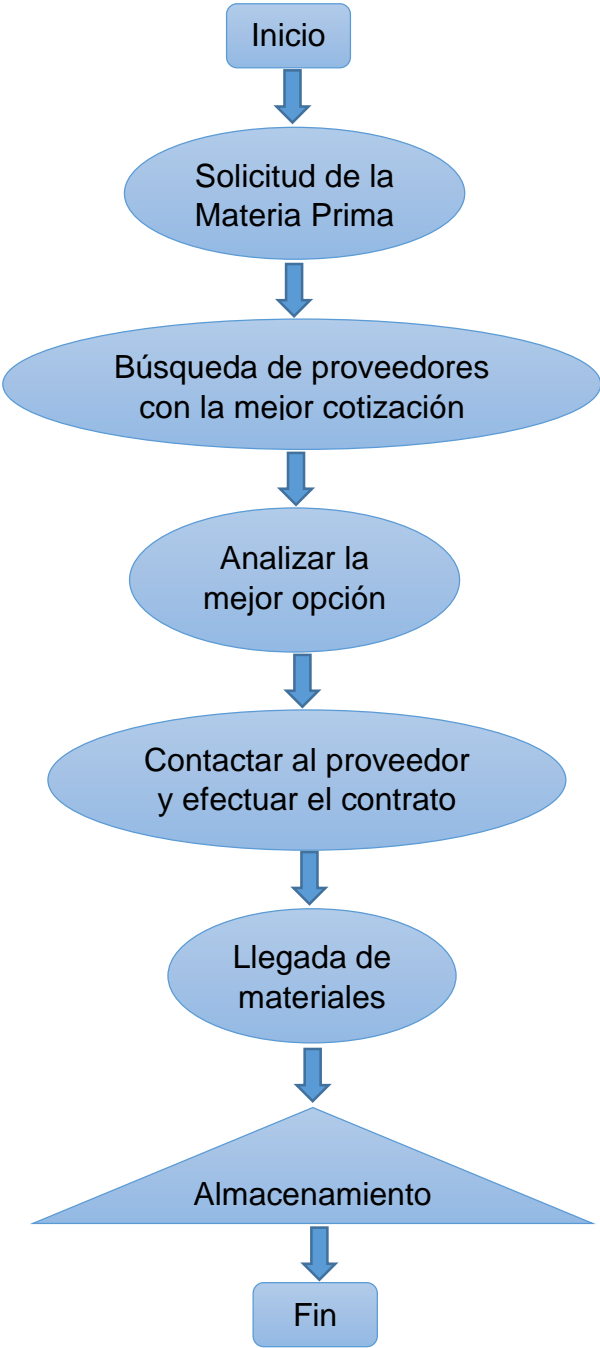 Inicio
Solicitud de la
Materia Prima
Búsqueda de proveedores
con la mejor cotización
Analizar la
mejor opción
Contactar al proveedor
y efectuar el contrato
Llegada de
materiales
Almacenamiento
Fin